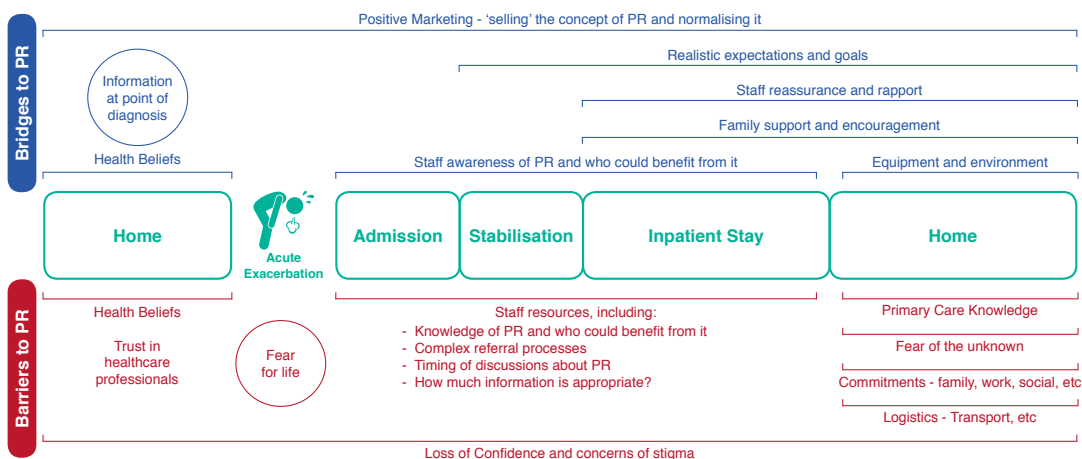 Bridges to PR
Positive Marketing - ‘selling’ the concept of PR and normalising it
Realistic expectations and goals
Information
at point of
diagnosis
Staff reassurance and rapport
Family support and encouragement
Health Beliefs
Staff awareness of PR and who could benefit from it
Equipment and environment
Home
Acute
Exacerbation
Admission
Stabilisation
Inpatient Stay
Home
Barriers to PR
Health Beliefs
Trust in
healthcare
professionals
Fear
for life
Staff resources, including:
- Knowledge of PR and who could benefit from it
- Complex referral processes
- Timing of discussions about PR
- How much information is appropriate?
Primary Care Knowledge
Fear of the unknown
Commitments - family, work, social, etc
Logistics - Transport, etc
Loss of Confidence and concerns of stigma